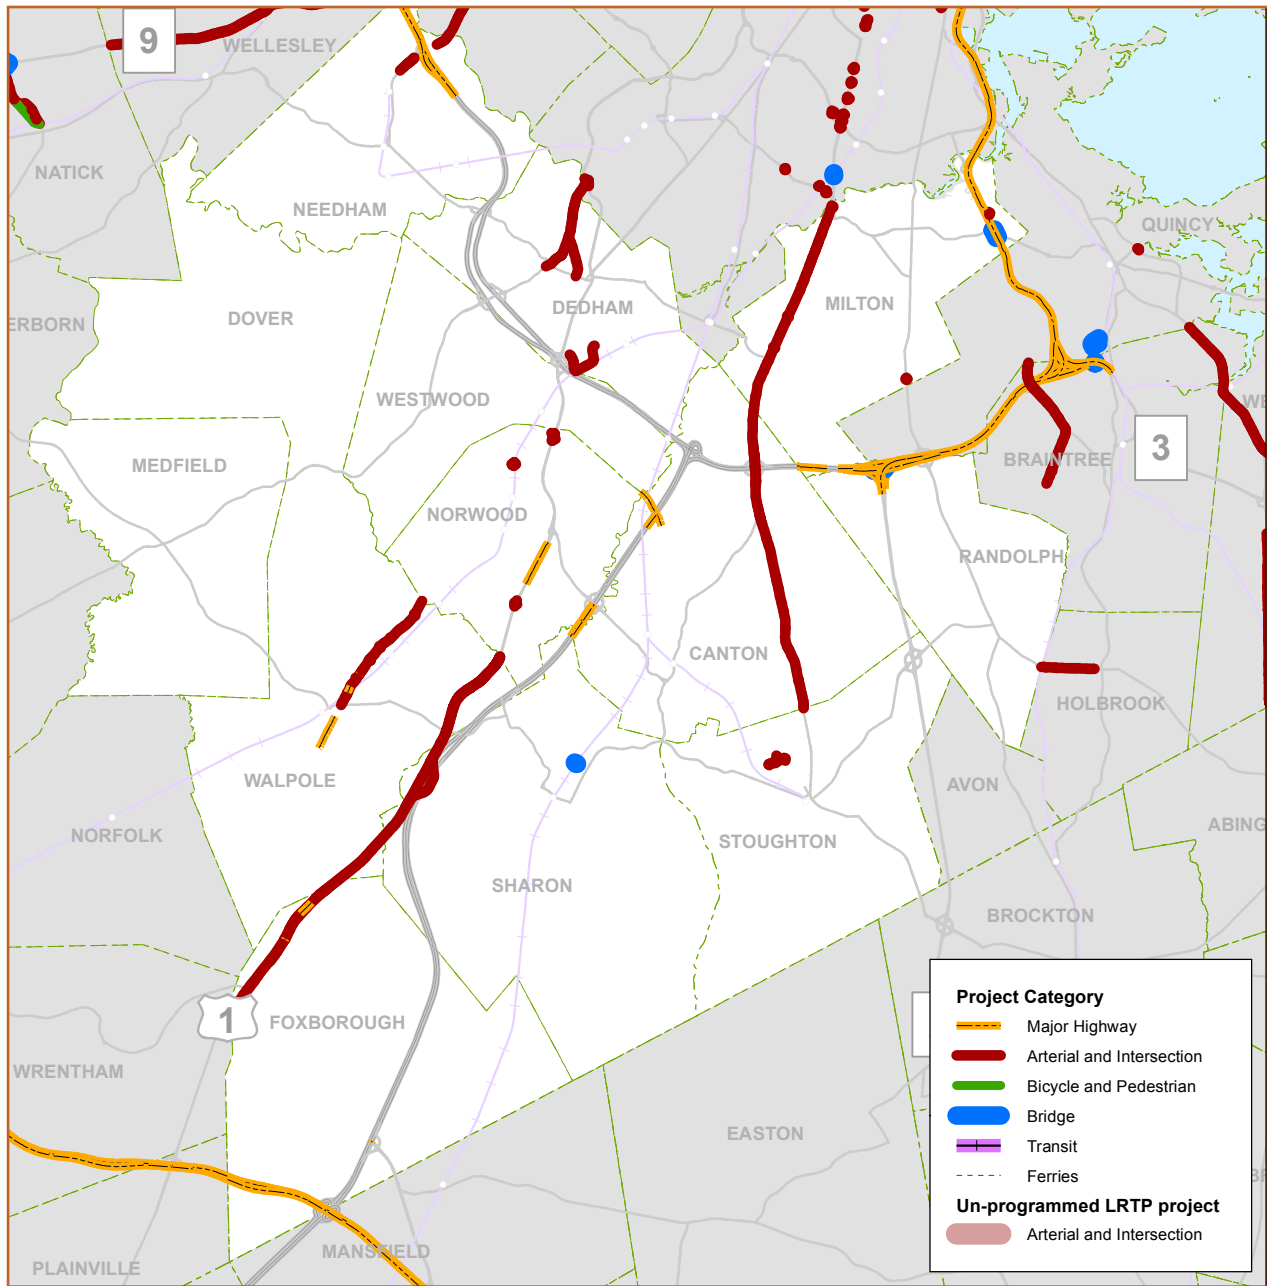 9
WELLESLEY
NATICK
NEEDHAM
QUINCY
ERBORN
DOVER
DEDHAM
MILTON
WESTWOOD
WE
MEDFIELD
BRAINTREE
3
NORWOOD
RANDOLPH
CANTON
HOLBROOK
WALPOLE
AVON
NORFOLK
STOUGHTON
ABING
SHARON
BROCKTON
1
FOXBOROUGH
WRENTHAM
EASTON
MANSFIELD
PLAINVILLE
Project Category
Major Highway
Arterial and Intersection
Bicycle and Pedestrian
Bridge
Transit
Ferries
Un-programmed LRTP project
Arterial and Intersection